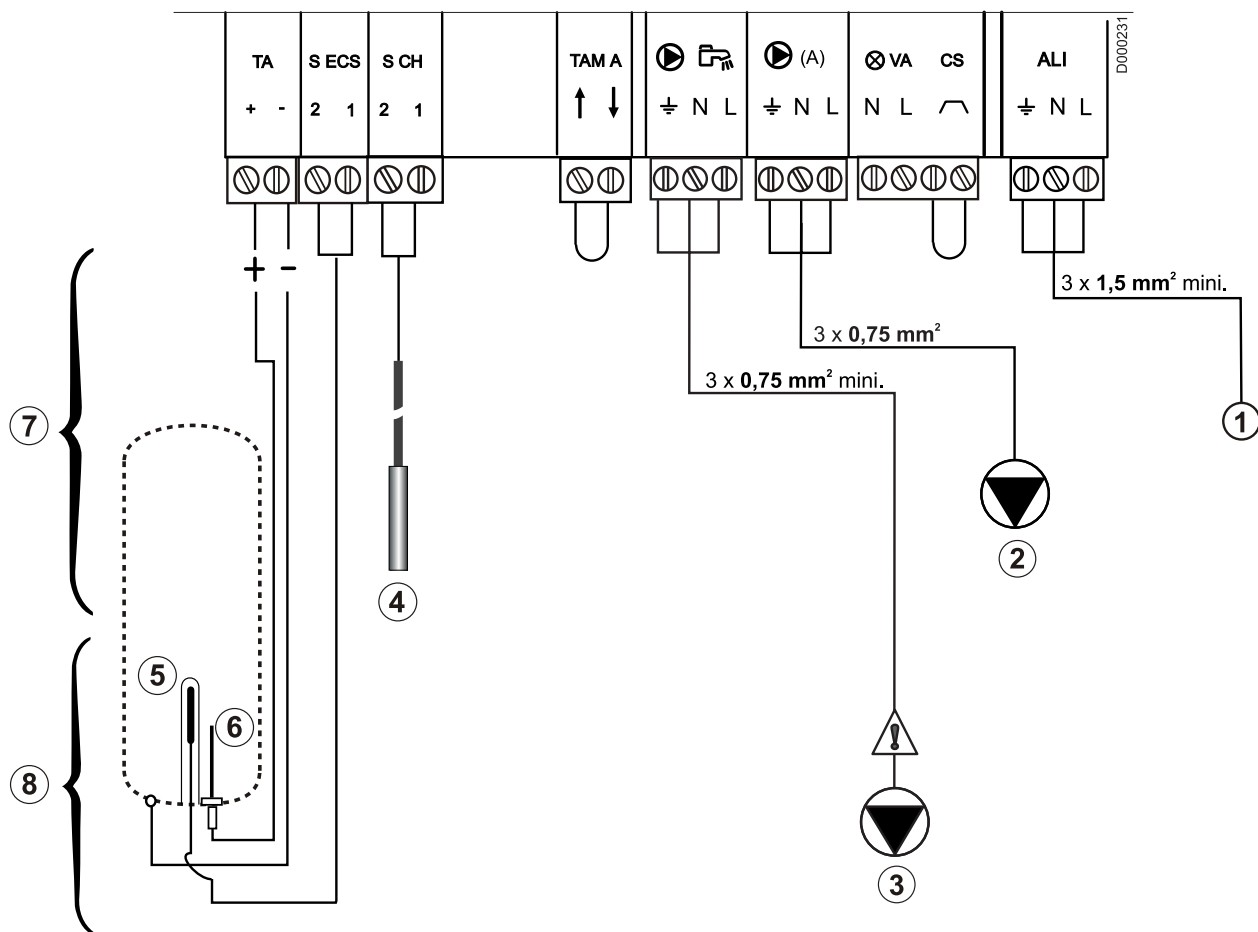 TA
S ECS
S CH
TAM A
(A)
VA
CS
ALI
D000231
+ -
2 1
2 1
N L
N L
N L
N L
+ -
3 x 1,5 mm² mini.
3 x 0,75 mm²
3 x 0,75 mm² mini.
1
7
2
4
5
6
!
8
3